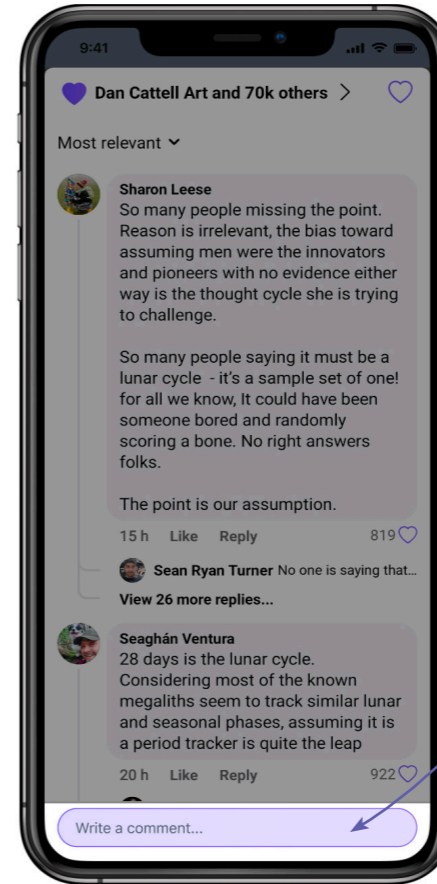 9:41
Dan Cattell Art and 70k others >
Most relevant
Sharon Leese
So many people missing the point.
Reason is irrelevant, the bias toward
assuming men were the innovators
and pioneers with no evidence either
way is the thought cycle she is trying
to challenge.
So many people saying it must be a
lunar cycle - it's a sample set of one!
for all we know, It could have been
someone bored and randomly
scoring a bone. No right answers
folks.
The point is our assumption.
15 h Like Reply 819
Sean Ryan Turner No one is saying that...
View 26 more replies...
Seaghán Ventura
28 days is the lunar cycle.
Considering most of the known
megaliths seem to track similar lunar
and seasonal phases, assuming it is
a period tracker is quite the leap
20 h Like Reply 922
Write a comment...